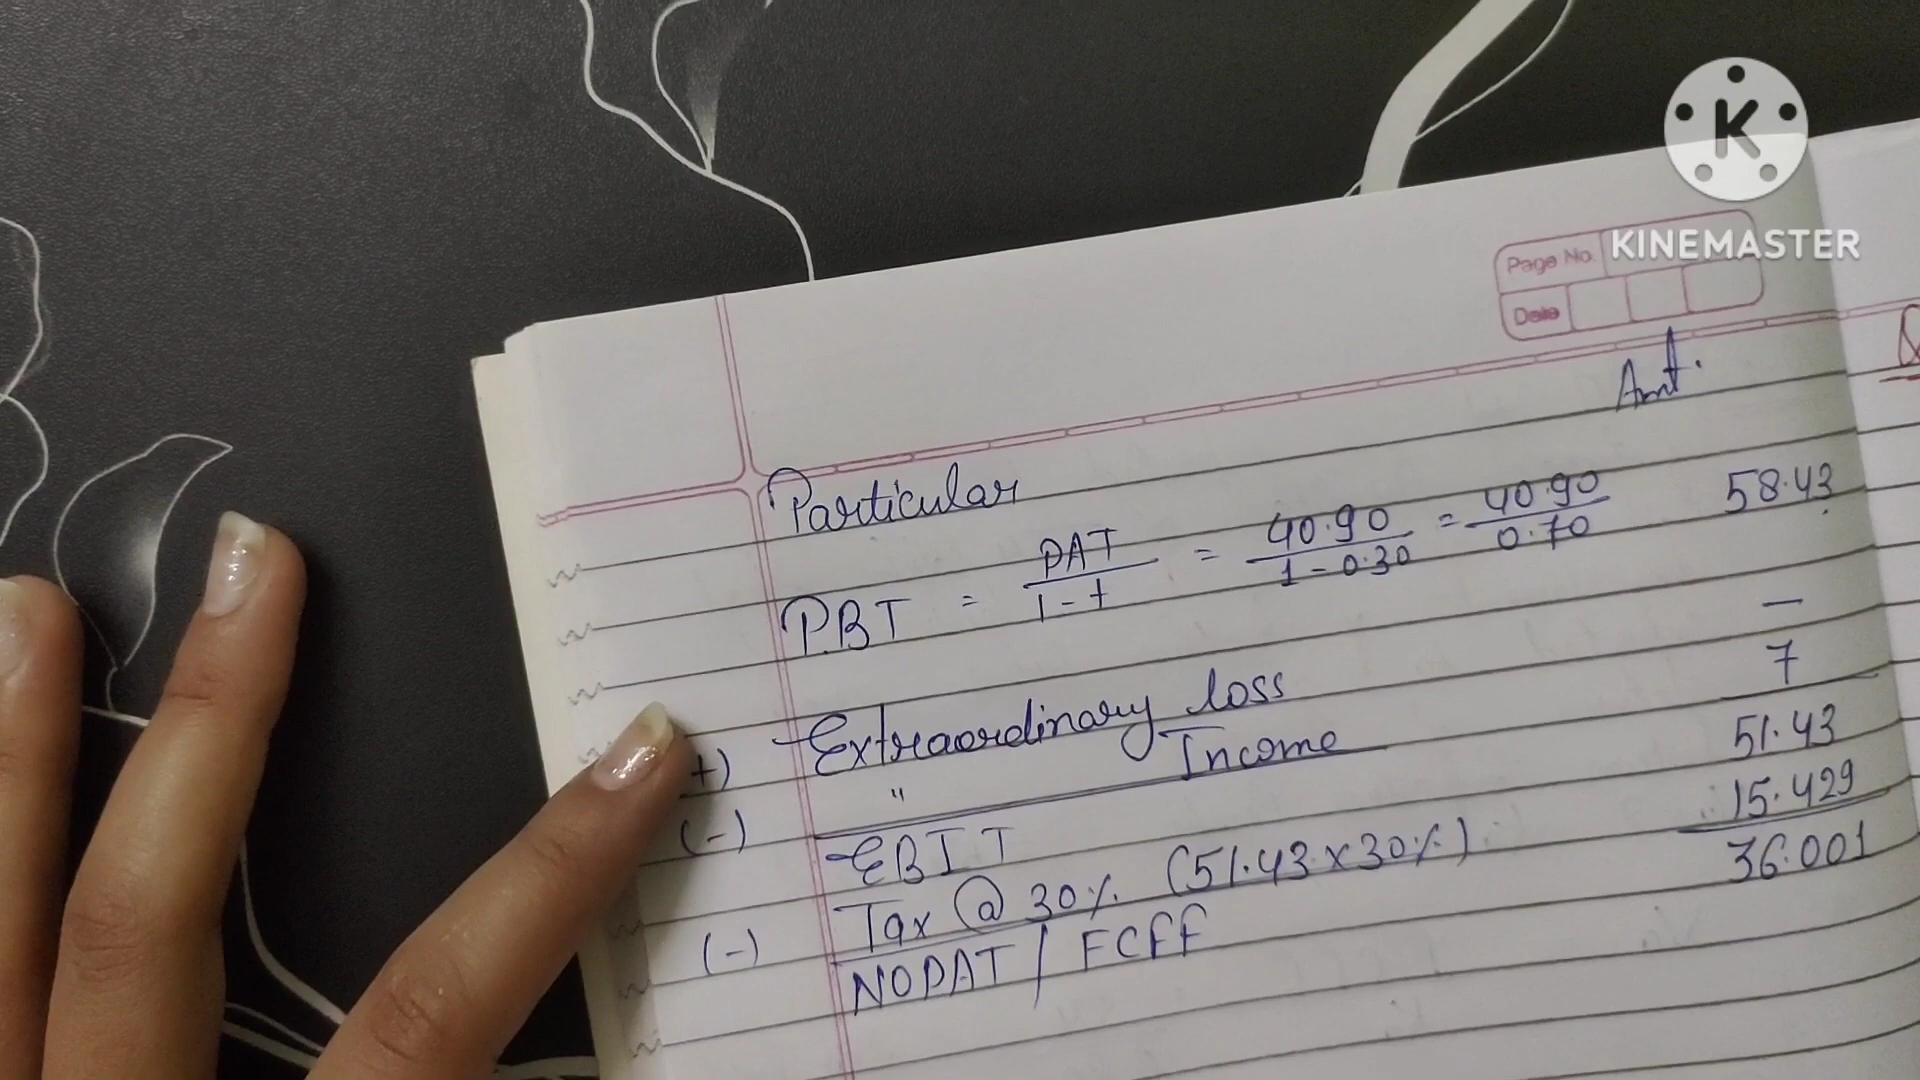 K
KINEMASTER
Page No.
Date
Particular Amt.
P.B.T = PAT / 1 - t = 40.90 / 1 - 0.30 = 40.90 / 0.70 58.43
+) Extraordinary loss —
(-) " Income 7
EBIT 51.43
(-) Tax @ 30% (51.43 x 30%) 15.429
NOPAT / FCFF 36.001